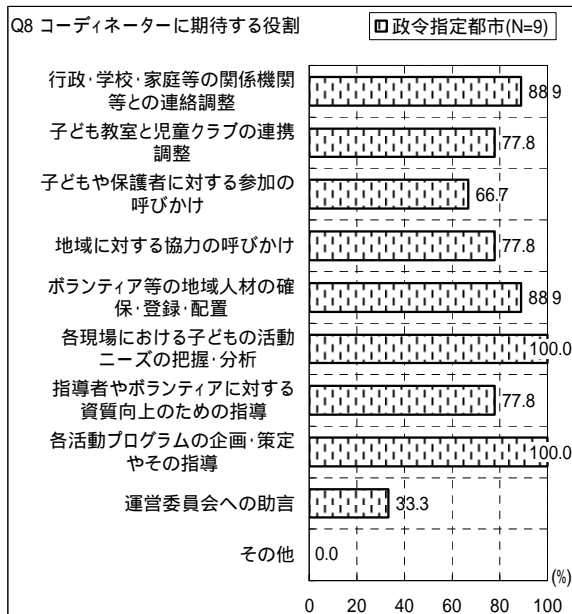 Q8 コーディネーターに期待する役割
政令指定都市(N=9)
行政・学校・家庭等の関係機関
等との連絡調整
88.9
子ども教室と児童クラブの連携
調整
77.8
子どもや保護者に対する参加の
呼びかけ
66.7
地域に対する協力の呼びかけ
77.8
ボランティア等の地域人材の確
保・登録・配置
88.9
各現場における子どもの活動
ニーズの把握・分析
100.0
指導者やボランティアに対する
資質向上のための指導
77.8
各活動プログラムの企画・策定
やその指導
100.0
運営委員会への助言
33.3
その他
0.0
(%)
0 20 40 60 80 100